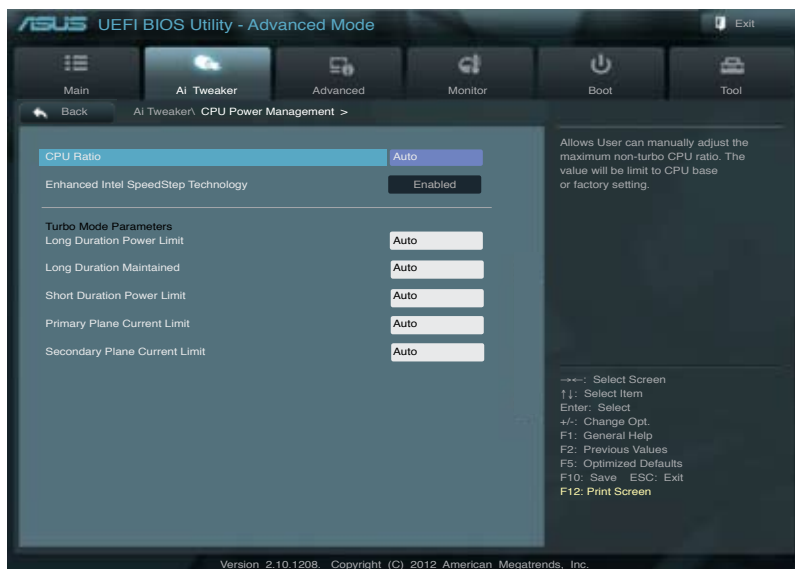 ASUS UEFI BIOS Utility - Advanced Mode
Exit
Main
Ai Tweaker
Advanced
Monitor
Boot
Tool
Back
Ai Tweaker\ CPU Power Management >
CPU Ratio Auto
Enhanced Intel SpeedStep Technology Enabled
Turbo Mode Parameters
Long Duration Power Limit Auto
Long Duration Maintained Auto
Short Duration Power Limit Auto
Primary Plane Current Limit Auto
Secondary Plane Current Limit Auto
Allows User can manually adjust the
maximum non-turbo CPU ratio. The
value will be limit to CPU base
or factory setting.
→←: Select Screen
↑↓: Select Item
Enter: Select
+/-: Change Opt.
F1: General Help
F2: Previous Values
F5: Optimized Defaults
F10: Save ESC: Exit
F12: Print Screen
Version 2.10.1208. Copyright (C) 2012 American Megatrends, Inc.